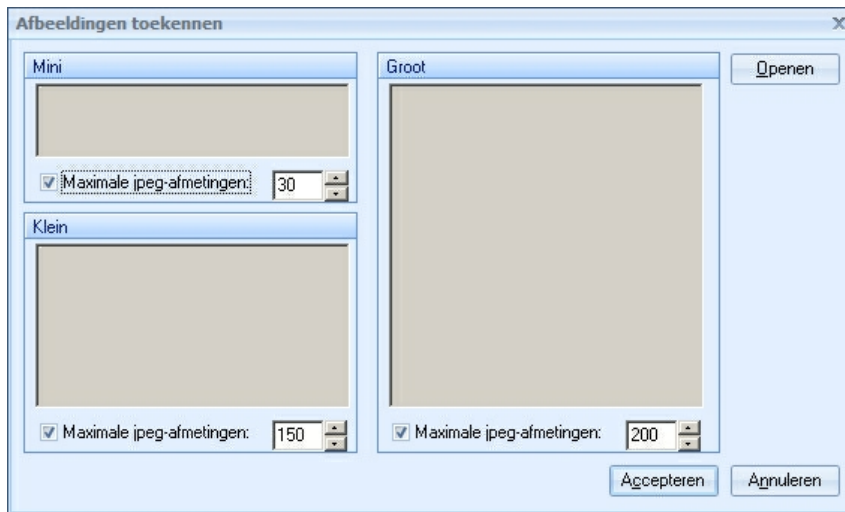 Afbeeldingen toekennen
Mini
Maximale jpeg-afmetingen: 30
Klein
Maximale jpeg-afmetingen: 150
Groot
Maximale jpeg-afmetingen: 200
Openen
Accepteren
Annuleren